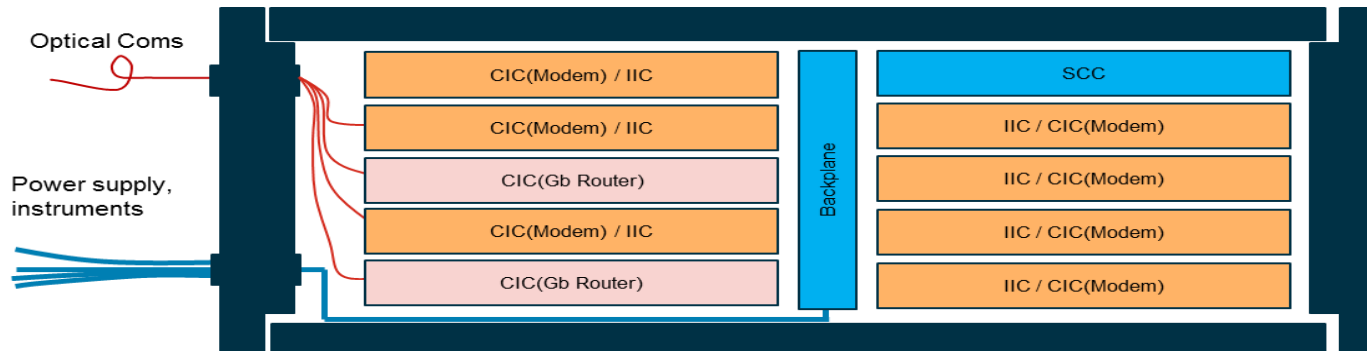 Optical Coms
Power supply,
instruments
CIC(Modem) / IIC
CIC(Modem) / IIC
CIC(Gb Router)
CIC(Modem) / IIC
CIC(Gb Router)
Backplane
SCC
IIC / CIC(Modem)
IIC / CIC(Modem)
IIC / CIC(Modem)
IIC / CIC(Modem)